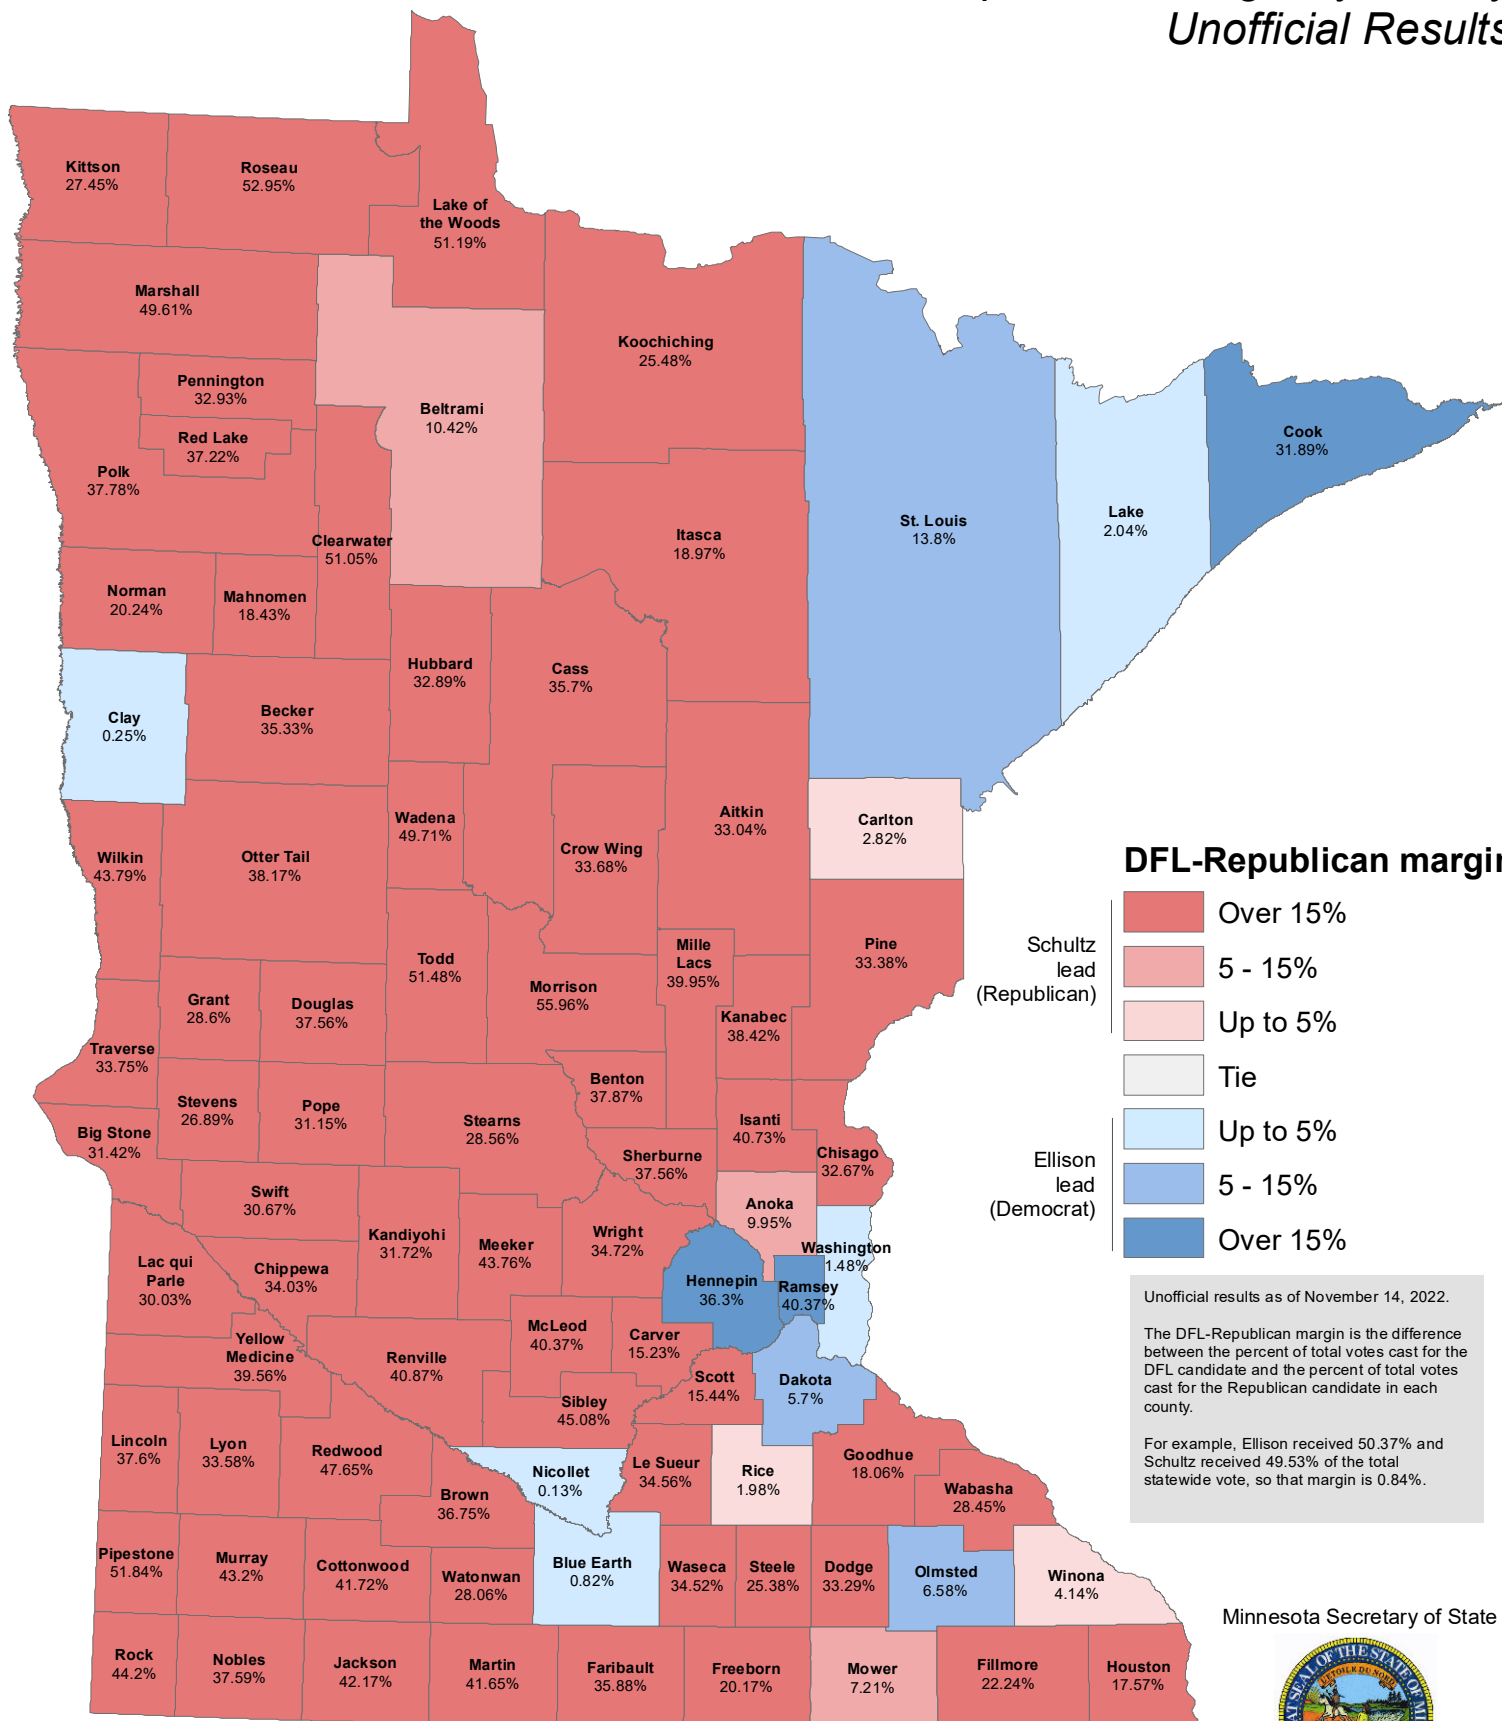 Unofficial Results
Kittson
27.45%
Roseau
52.95%
Lake of
the Woods
51.19%
Marshall
49.61%
Koochiching
25.48%
Pennington
32.93%
Beltrami
10.42%
Red Lake
37.22%
Polk
37.78%
Cook
31.89%
Lake
2.04%
St. Louis
13.8%
Itasca
18.97%
Clearwater
51.05%
Norman
20.24%
Mahnomen
18.43%
Hubbard
32.89%
Cass
35.7%
Clay
0.25%
Becker
35.33%
Wadena
49.71%
Aitkin
33.04%
Carlton
2.82%
Crow Wing
33.68%
Wilkin
43.79%
Otter Tail
38.17%
DFL-Republican margin
Over 15%
5 - 15%
Up to 5%
Tie
Up to 5%
5 - 15%
Over 15%
Schultz
lead
(Republican)
Ellison
lead
(Democrat)
Todd
51.48%
Mille
Lacs
39.95%
Pine
33.38%
Morrison
55.96%
Grant
28.6%
Douglas
37.56%
Kanabec
38.42%
Traverse
33.75%
Benton
37.87%
Stevens
26.89%
Pope
31.15%
Stearns
28.56%
Isanti
40.73%
Big Stone
31.42%
Sherburne
37.56%
Chisago
32.67%
Swift
30.67%
Anoka
9.95%
Kandiyohi
31.72%
Meeker
43.76%
Wright
34.72%
Washington
1.48%
Lac qui
Parle
30.03%
Chippewa
34.03%
Hennepin
36.3%
Ramsey
40.37%
McLeod
40.37%
Carver
15.23%
Yellow
Medicine
39.56%
Renville
40.87%
Scott
15.44%
Dakota
5.7%
Sibley
45.08%
Lincoln
37.6%
Lyon
33.58%
Redwood
47.65%
Nicollet
0.13%
Le Sueur
34.56%
Rice
1.98%
Goodhue
18.06%
Wabasha
28.45%
Brown
36.75%
Pipestone
51.84%
Murray
43.2%
Cottonwood
41.72%
Watonwan
28.06%
Blue Earth
0.82%
Waseca
34.52%
Steele
25.38%
Dodge
33.29%
Olmsted
6.58%
Winona
4.14%
Rock
44.2%
Nobles
37.59%
Jackson
42.17%
Martin
41.65%
Faribault
35.88%
Freeborn
20.17%
Mower
7.21%
Fillmore
22.24%
Houston
17.57%
Unofficial results as of November 14, 2022.
The DFL-Republican margin is the difference
between the percent of total votes cast for the
DFL candidate and the percent of total votes
cast for the Republican candidate in each
county.
For example, Ellison received 50.37% and
Schultz received 49.53% of the total
statewide vote, so that margin is 0.84%.
Minnesota Secretary of State
SEAL OF THE STATE OF
L'ETOILE DU NORD